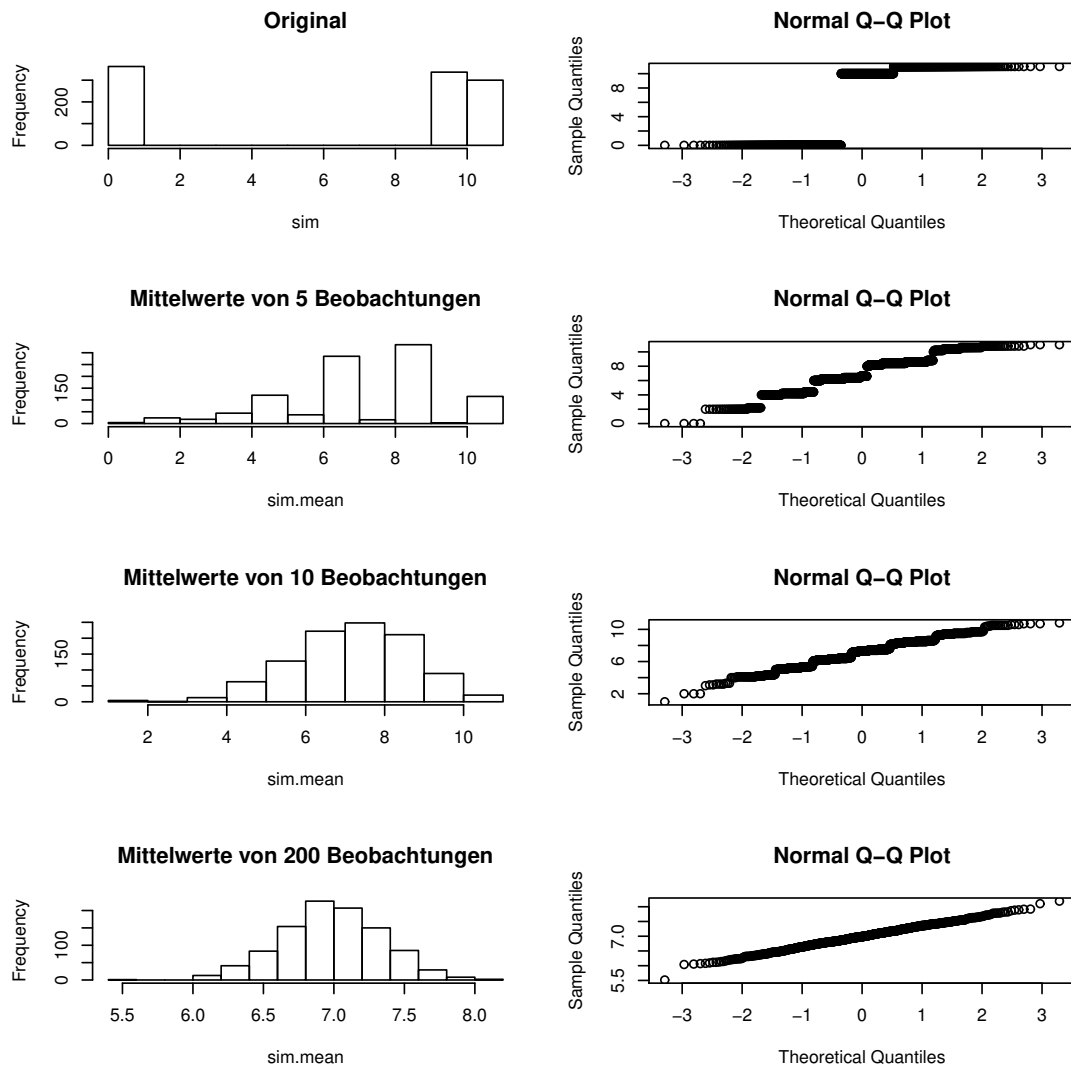 Original
Frequency
0 200
0 2 4 6 8 10
sim
Normal Q−Q Plot
Sample Quantiles
0 4 8
−3 −2 −1 0 1 2 3
Theoretical Quantiles
Mittelwerte von 5 Beobachtungen
Frequency
0 150
0 2 4 6 8 10
sim.mean
Normal Q−Q Plot
Sample Quantiles
0 4 8
−3 −2 −1 0 1 2 3
Theoretical Quantiles
Mittelwerte von 10 Beobachtungen
Frequency
0 150
2 4 6 8 10
sim.mean
Normal Q−Q Plot
Sample Quantiles
2 6 10
−3 −2 −1 0 1 2 3
Theoretical Quantiles
Mittelwerte von 200 Beobachtungen
Frequency
0 100
5.5 6.0 6.5 7.0 7.5 8.0
sim.mean
Normal Q−Q Plot
Sample Quantiles
5.5 7.0
−3 −2 −1 0 1 2 3
Theoretical Quantiles